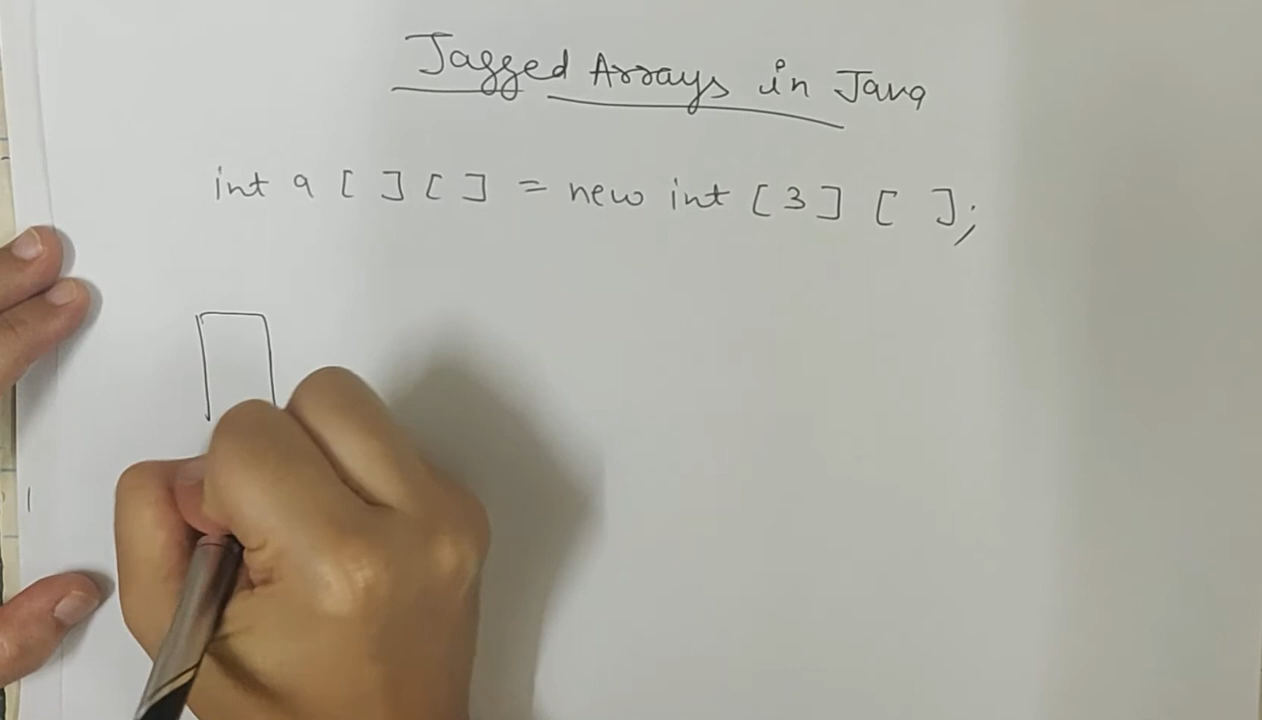 Jagged Arrays in Java
int a [ ] [ ] = new int [3] [ ];